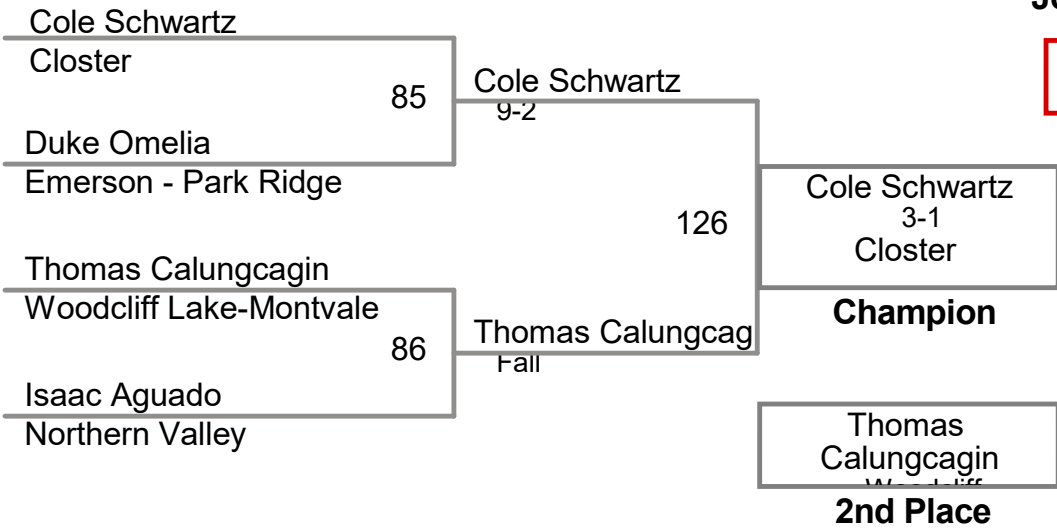 Cole Schwartz
Closter
85
Cole Schwartz
9-2
Duke Omelia
Emerson - Park Ridge
126
Cole Schwartz
3-1
Closter
Champion
Thomas Calungcagin
Woodcliff Lake-Montvale
86
Thomas Calungcag
Fall
Isaac Aguado
Northern Valley
Thomas
Calungcagin
Woodcliff
2nd Place